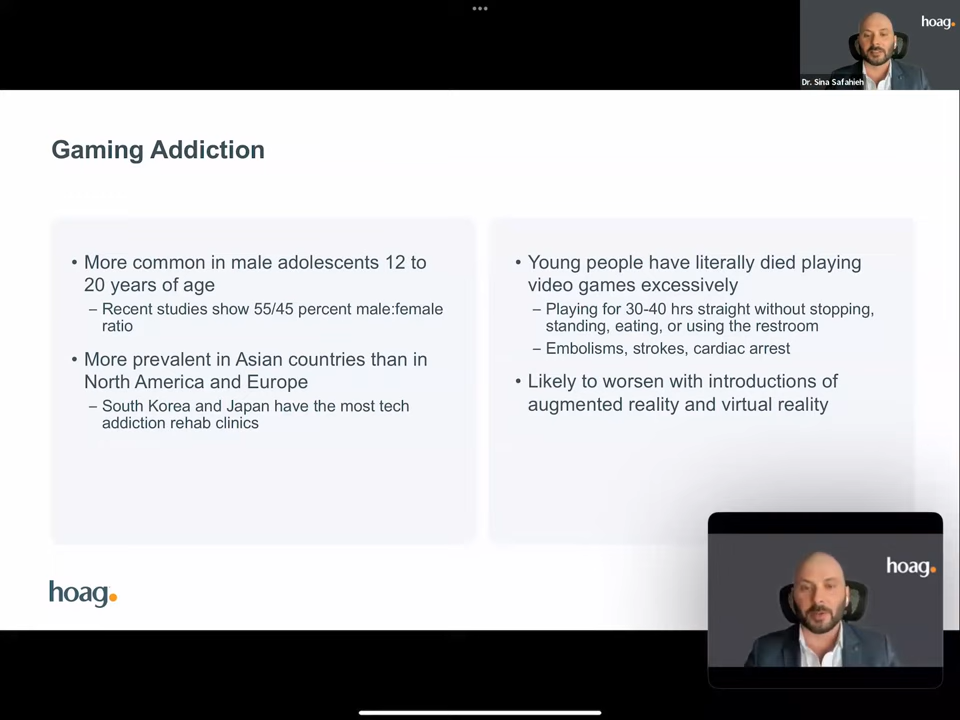 hoag.
Dr. Sina Safahieh
Gaming Addiction
• More common in male adolescents 12 to
20 years of age
– Recent studies show 55/45 percent male:female
ratio
• More prevalent in Asian countries than in
North America and Europe
– South Korea and Japan have the most tech
addiction rehab clinics
• Young people have literally died playing
video games excessively
– Playing for 30-40 hrs straight without stopping,
standing, eating, or using the restroom
– Embolisms, strokes, cardiac arrest
• Likely to worsen with introductions of
augmented reality and virtual reality
hoag.
hoag.